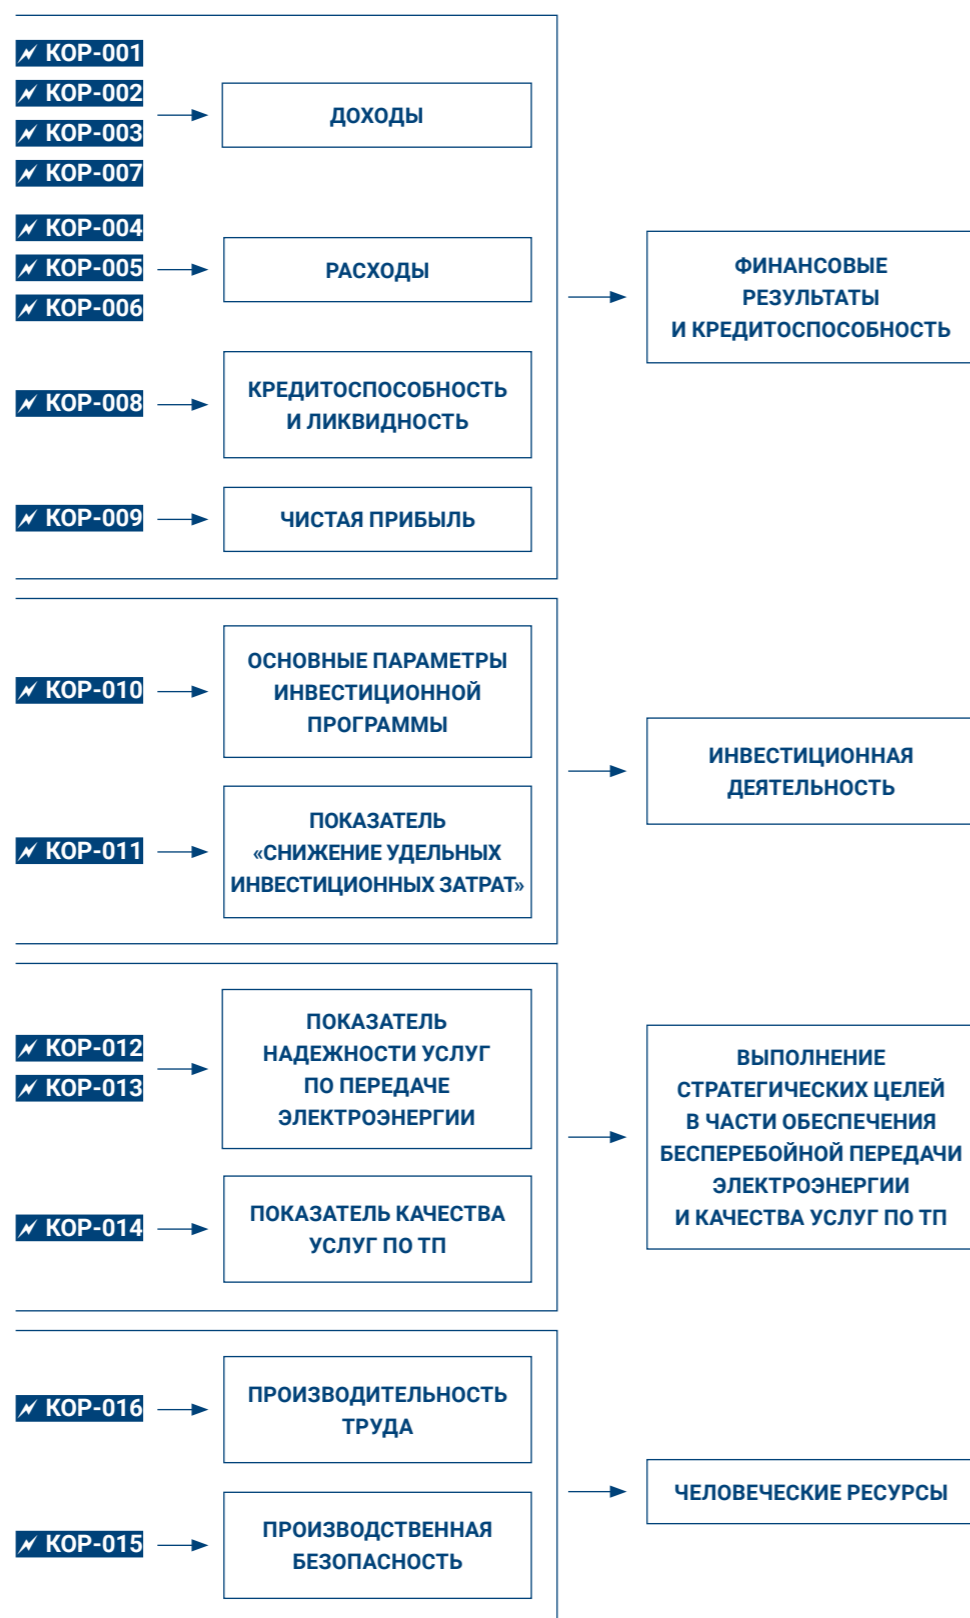 КОР-001
КОР-002
КОР-003
КОР-007
ДОХОДЫ
КОР-004
КОР-005
КОР-006
РАСХОДЫ
КОР-008
КРЕДИТОСПОСОБНОСТЬ
И ЛИКВИДНОСТЬ
КОР-009
ЧИСТАЯ ПРИБЫЛЬ
ФИНАНСОВЫЕ
РЕЗУЛЬТАТЫ
И КРЕДИТОСПОСОБНОСТЬ
КОР-010
ОСНОВНЫЕ ПАРАМЕТРЫ
ИНВЕСТИЦИОННОЙ
ПРОГРАММЫ
КОР-011
ПОКАЗАТЕЛЬ
«СНИЖЕНИЕ УДЕЛЬНЫХ
ИНВЕСТИЦИОННЫХ ЗАТРАТ»
ИНВЕСТИЦИОННАЯ
ДЕЯТЕЛЬНОСТЬ
КОР-012
КОР-013
ПОКАЗАТЕЛЬ
НАДЕЖНОСТИ УСЛУГ
ПО ПЕРЕДАЧЕ
ЭЛЕКТРОЭНЕРГИИ
КОР-014
ПОКАЗАТЕЛЬ КАЧЕСТВА
УСЛУГ ПО ТП
ВЫПОЛНЕНИЕ
СТРАТЕГИЧЕСКИХ ЦЕЛЕЙ
В ЧАСТИ ОБЕСПЕЧЕНИЯ
БЕСПЕРЕБОЙНОЙ ПЕРЕДАЧИ
ЭЛЕКТРОЭНЕРГИИ
И КАЧЕСТВА УСЛУГ ПО ТП
КОР-016
ПРОИЗВОДИТЕЛЬНОСТЬ
ТРУДА
КОР-015
ПРОИЗВОДСТВЕННАЯ
БЕЗОПАСНОСТЬ
ЧЕЛОВЕЧЕСКИЕ РЕСУРСЫ